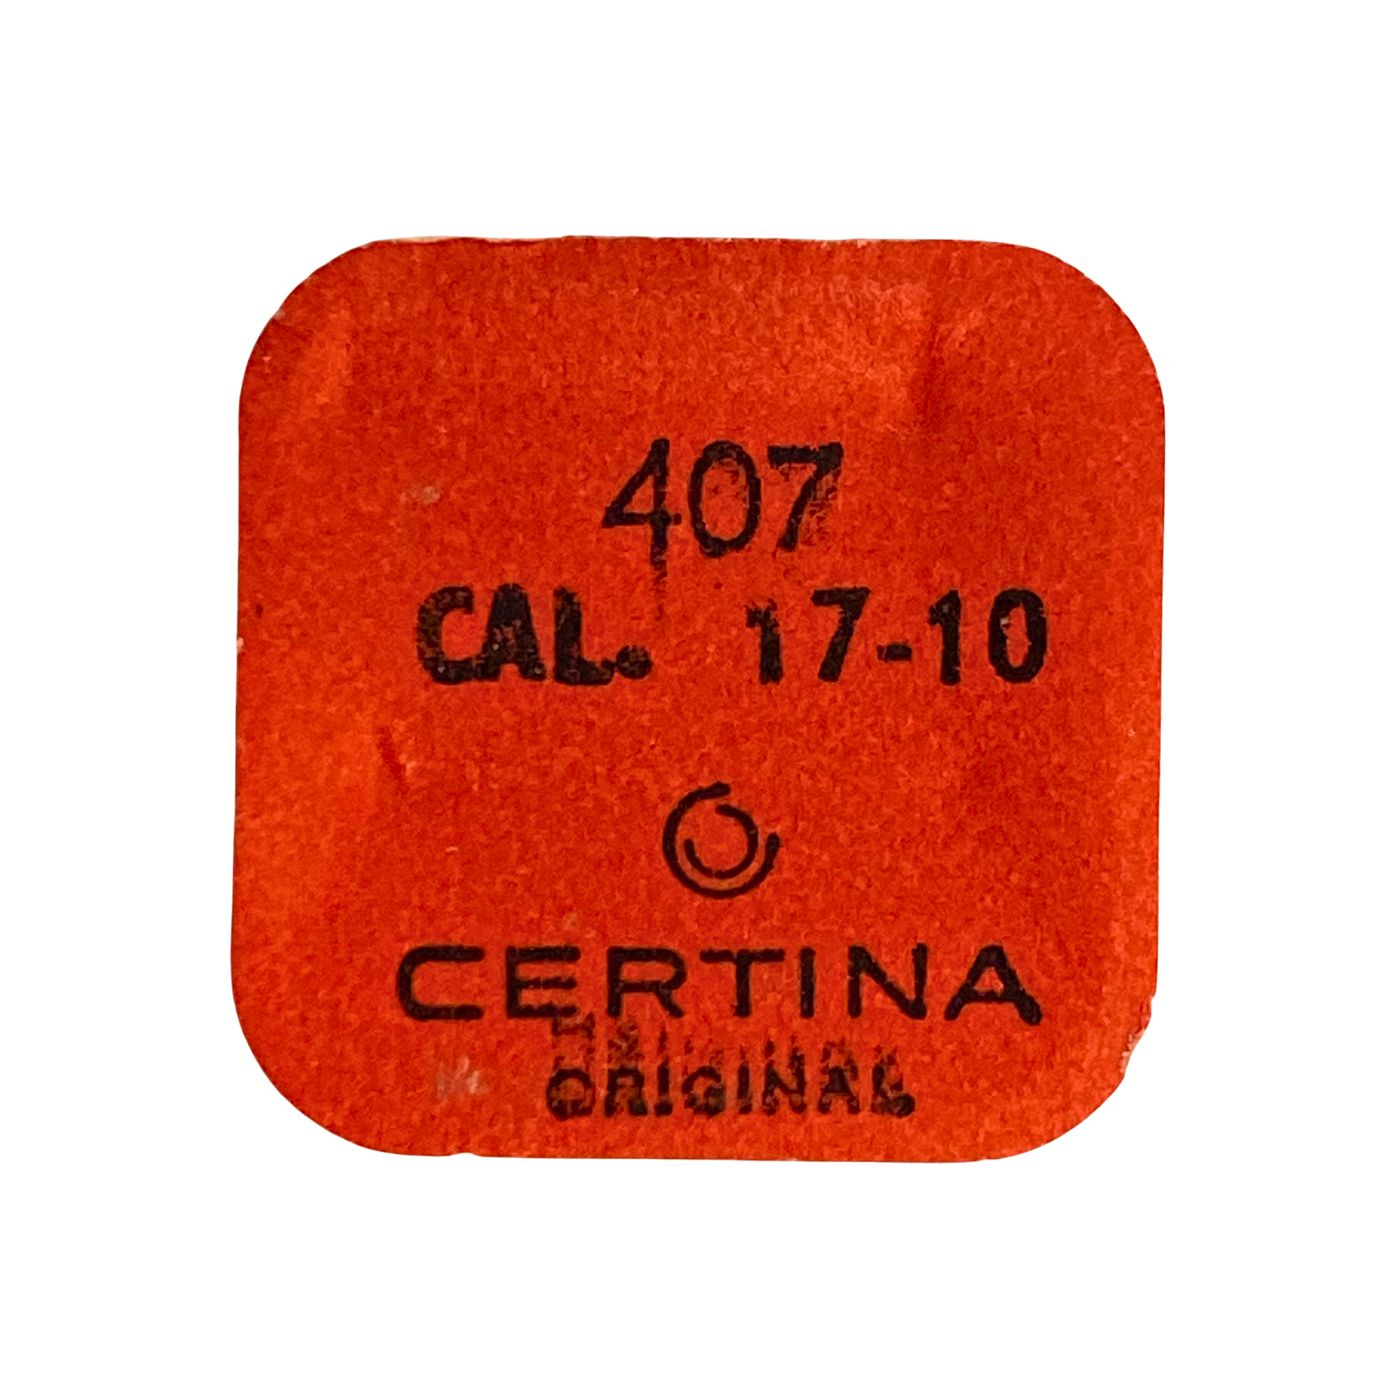 407
CAL. 17-10
CERTINA
ORIGINAL